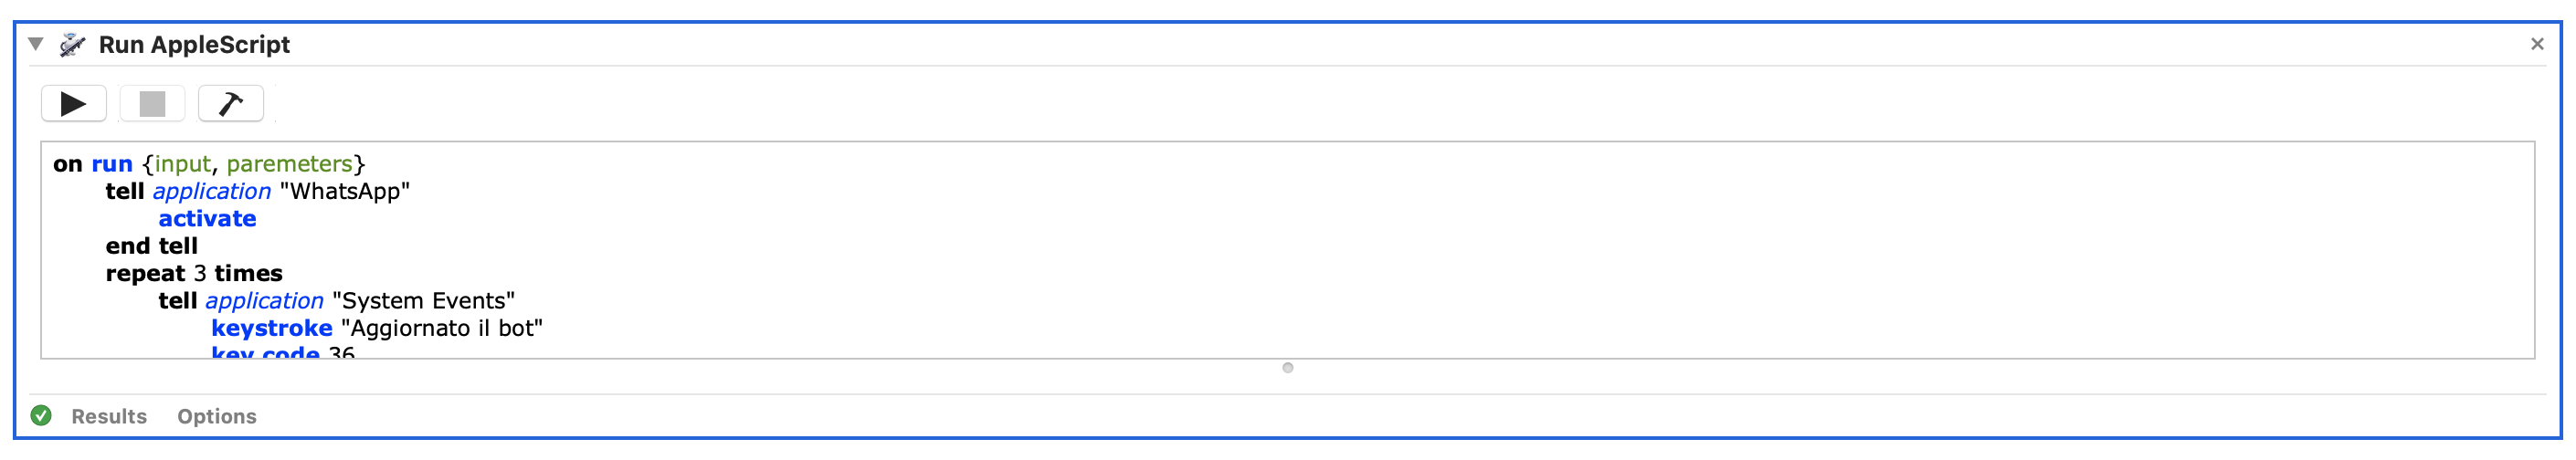 Run AppleScript
on run {input, paremeters}
tell application "WhatsApp"
activate
end tell
repeat 3 times
tell application "System Events"
keystroke "Aggiornato il bot"
key code 36
Results Options